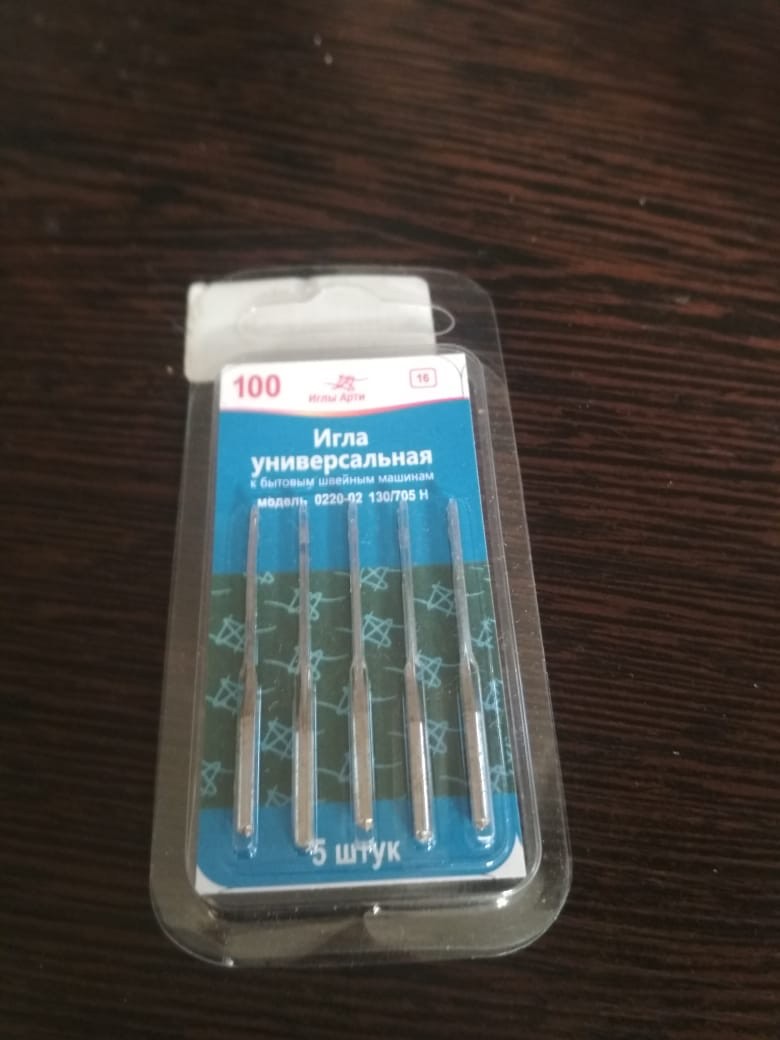 100
Иглы Арти
16
Игла
универсальная
к бытовым швейным машинам
модель 0220-02 130/705 Н
5 штук